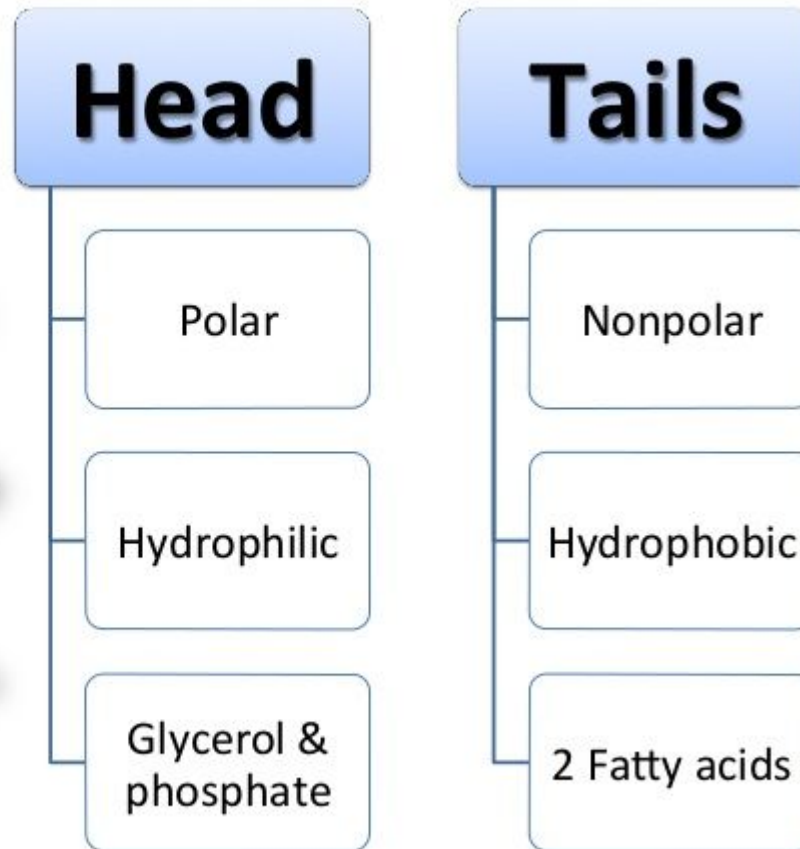 Head
Polar
Hydrophilic
Glycerol &
phosphate
Tails
Nonpolar
Hydrophobic
2 Fatty acids